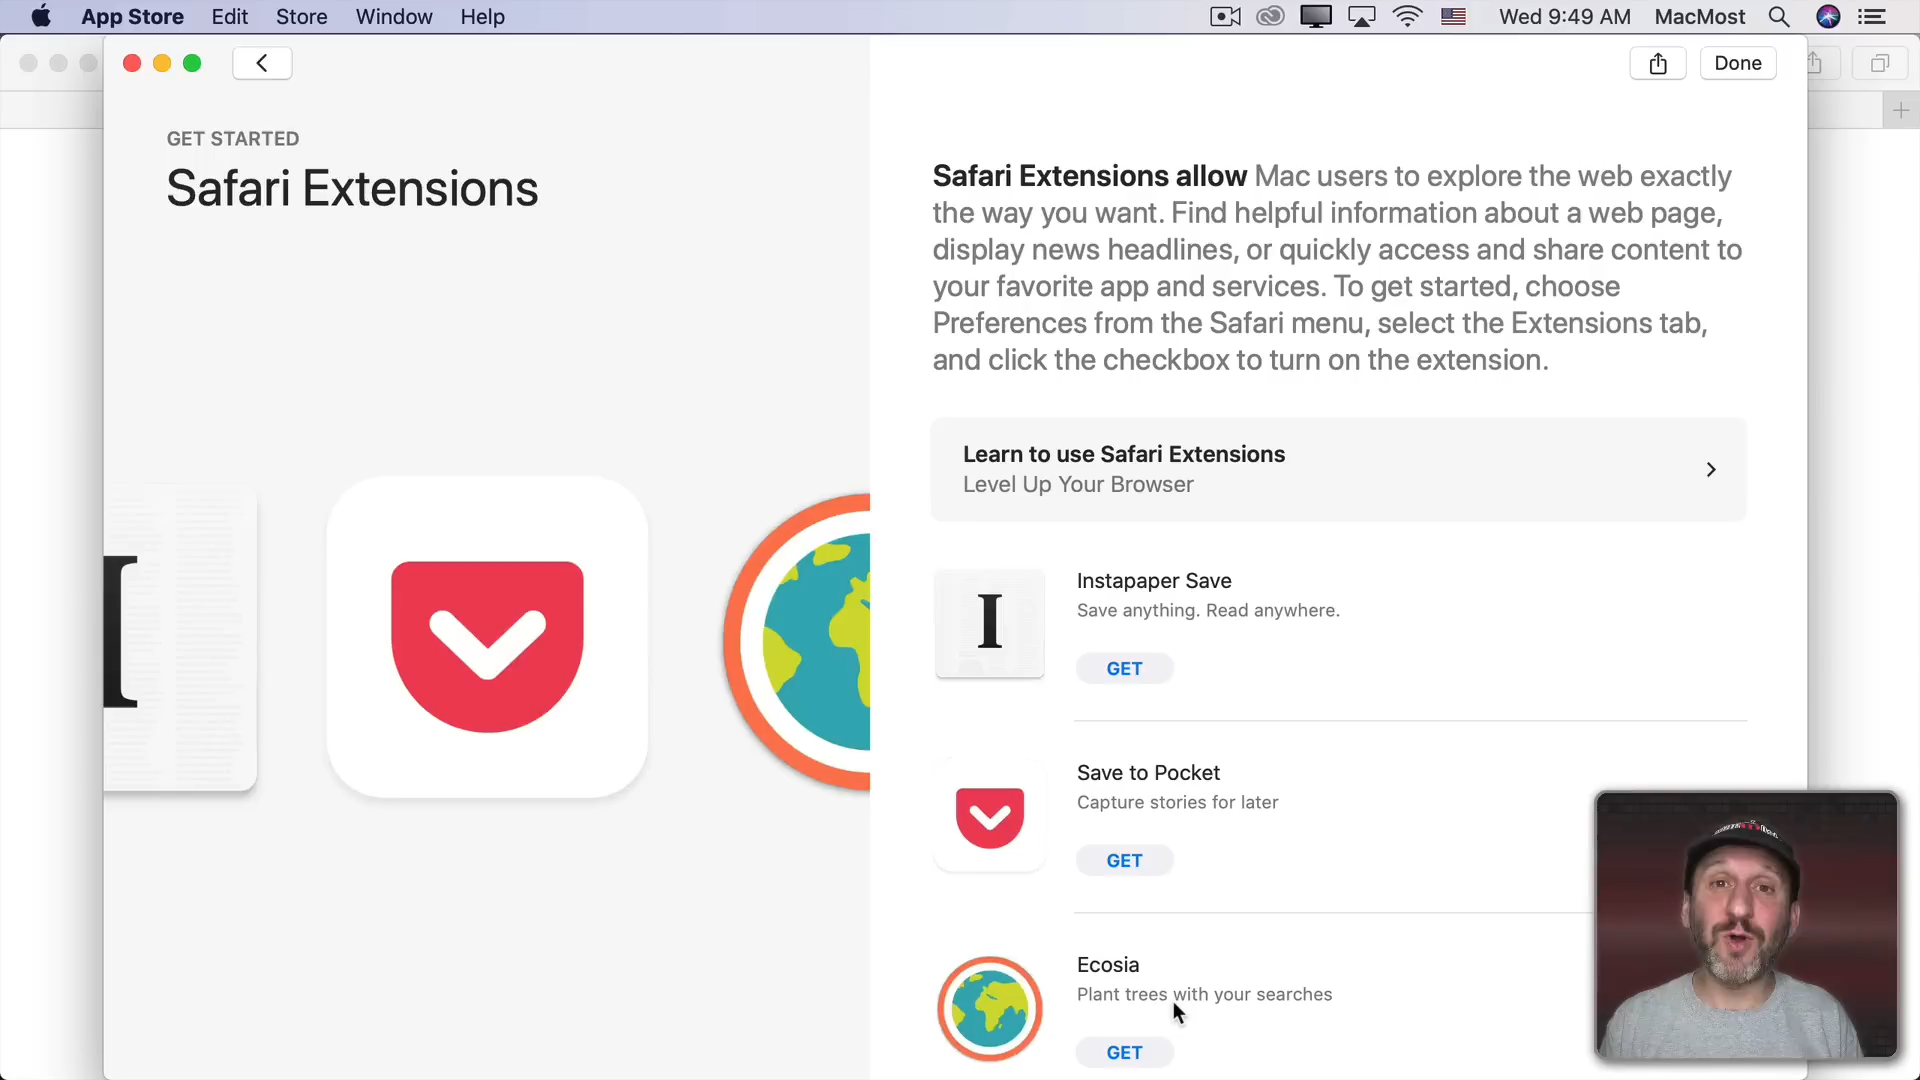 App Store Edit Store Window Help Wed 9:49 AM MacMost
Done
GET STARTED
Safari Extensions
Safari Extensions allow Mac users to explore the web exactly
the way you want. Find helpful information about a web page,
display news headlines, or quickly access and share content to
your favorite app and services. To get started, choose
Preferences from the Safari menu, select the Extensions tab,
and click the checkbox to turn on the extension.
Learn to use Safari Extensions
Level Up Your Browser
I
I
Instapaper Save
Save anything. Read anywhere.
GET
Save to Pocket
Capture stories for later
GET
Ecosia
Plant trees with your searches
GET